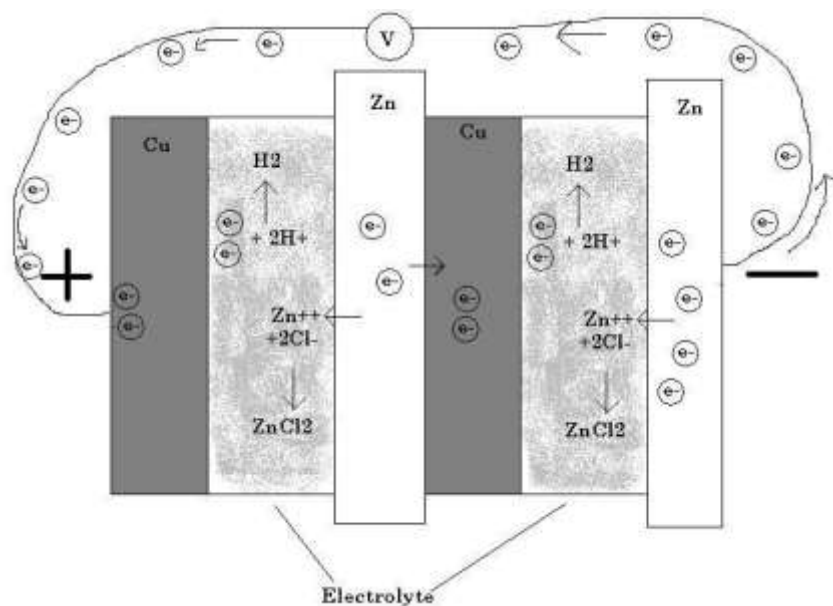 e- e- V e- e-
e- e-
Cu Zn Cu Zn
H2 H2
e- e-
e- e- e- e- e-
e- + 2H+ e- + 2H+ e-
e- + e- −
e- e- e-
e- Zn++ e- Zn++
+2Cl- +2Cl- e-
e-
ZnCl2 ZnCl2
Electrolyte